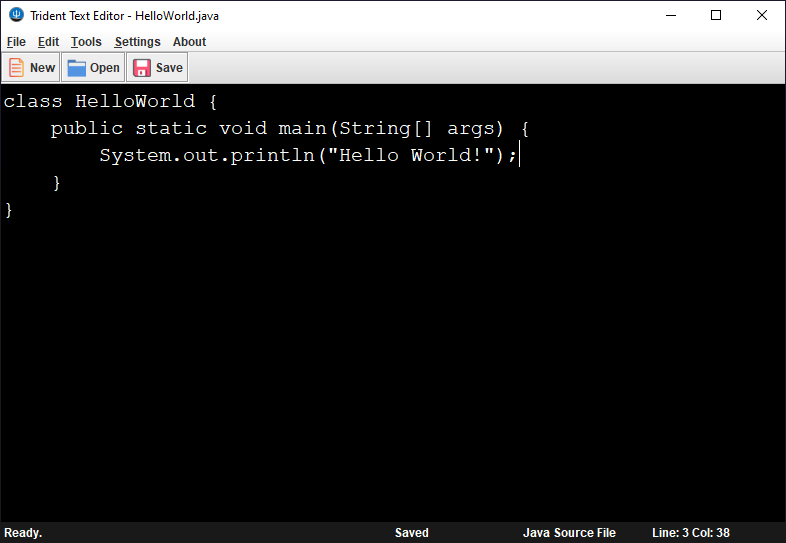 Trident Text Editor - HelloWorld.java
File Edit Tools Settings About
New Open Save
class HelloWorld {
    public static void main(String[] args) {
        System.out.println("Hello World!");
    }
}
Ready. Saved Java Source File Line: 3 Col: 38